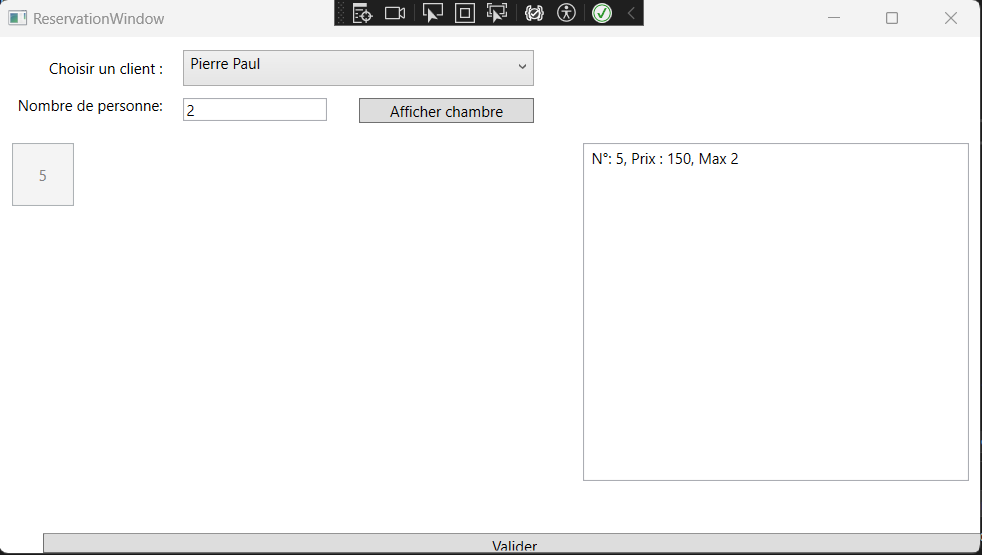 ReservationWindow
Choisir un client :
Pierre Paul
Nombre de personne:
2
Afficher chambre
5
N°: 5, Prix : 150, Max 2
Valider